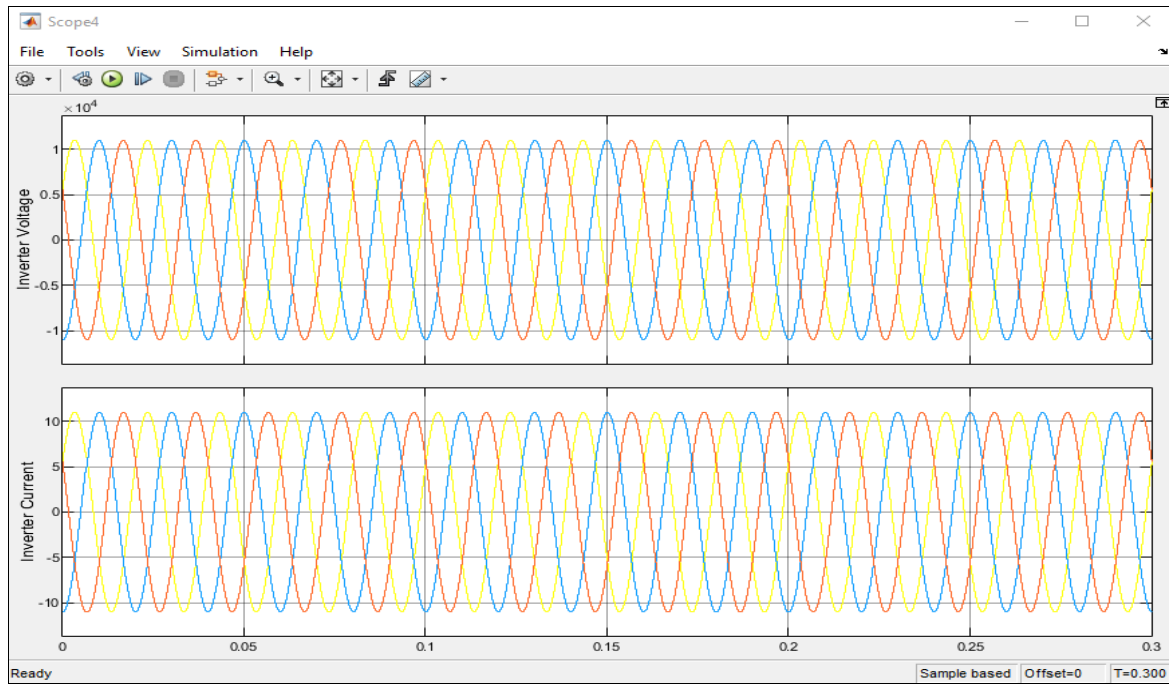 Scope4
File Tools View Simulation Help
×10⁴
Inverter Voltage
1
0.5
0
-0.5
-1
Inverter Current
10
5
0
-5
-10
0 0.05 0.1 0.15 0.2 0.25 0.3
Ready Sample based Offset=0 T=0.300